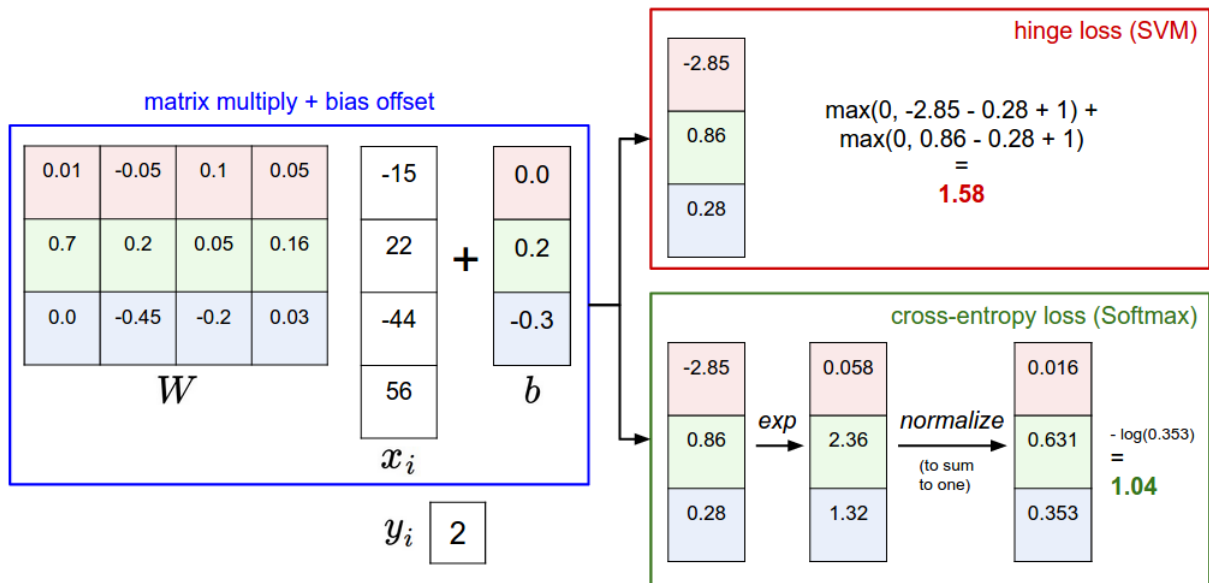 matrix multiply + bias offset
0.01 -0.05 0.1 0.05
0.7 0.2 0.05 0.16
0.0 -0.45 -0.2 0.03
W
-15
22
-44
56
x_i
+
0.0
0.2
-0.3
b
y_i 2
hinge loss (SVM)
-2.85
0.86
0.28
max(0, -2.85 - 0.28 + 1) +
max(0, 0.86 - 0.28 + 1)
=
1.58
cross-entropy loss (Softmax)
-2.85
0.86
0.28
exp
0.058
2.36
1.32
normalize
(to sum
to one)
0.016
0.631
0.353
- log(0.353)
=
1.04